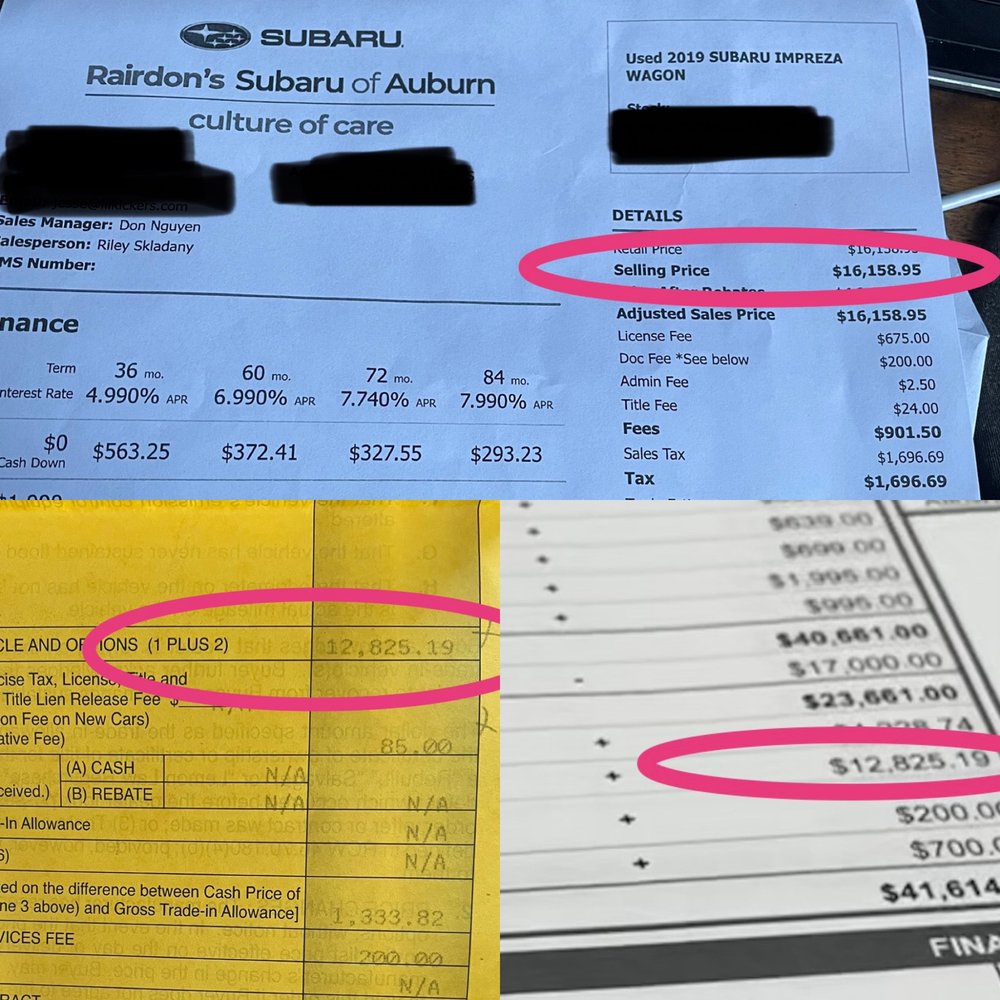 SUBARU.
Rairdon's Subaru of Auburn
culture of care
Sales Manager: Don Nguyen
alesperson: Riley Skladany
MS Number:
nance
Term 36 mo. 60 mo. 72 mo. 84 mo.
nterest Rate 4.990% APR 6.990% APR 7.740% APR 7.990% APR
$0
Cash Down $563.25 $372.41 $327.55 $293.23
Used 2019 SUBARU IMPREZA
WAGON
DETAILS
Retail Price $16,158.95
Selling Price $16,158.95
Adjusted Sales Price $16,158.95
License Fee $675.00
Doc Fee *See below $200.00
Admin Fee $2.50
Title Fee $24.00
Fees $901.50
Sales Tax $1,696.69
Tax $1,696.69
CLE AND OPTIONS (1 PLUS 2) 12,825.19
cise Tax, License, Title and
Title Lien Release Fee $
on Fee on New Cars)
ative Fee) 85.00
(A) CASH N/A
ceived.) (B) REBATE N/A N/A
-In Allowance N/A
6) N/A
ed on the difference between Cash Price of
ne 3 above) and Gross Trade-in Allowance] 1,333.82
VICES FEE 200.00
N/A
$639.00
+ $699.00
+ $1,995.00
+ $995.00
$40,661.00
- $17,000.00
$23,661.00
+
+ $12,825.19
+ $200.0
+ $700.
$41,614
FINA